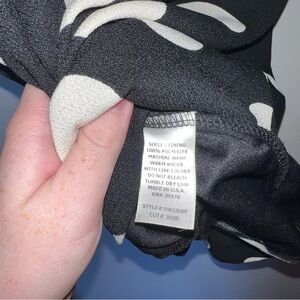 SHELL / LINING
100% POLYESTER
MACHINE WASH
WARM WATER
WITH LIKE COLORS
DO NOT BLEACH
TUMBLE DRY LOW
MADE IN U.S.A.
RN#
STYLE#
CUT# 3608